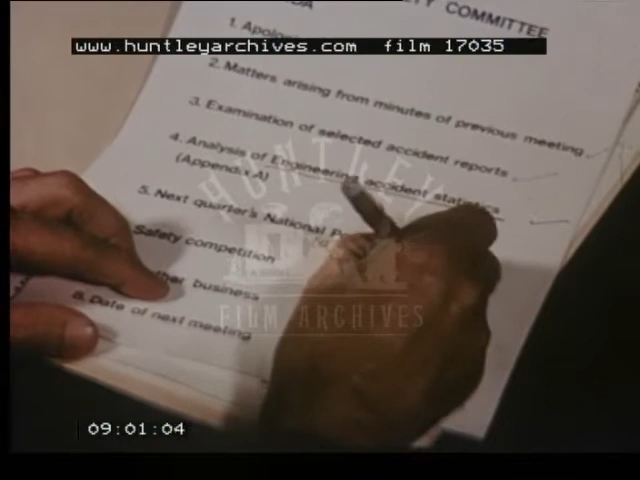 COMMITTEE
www.huntleyarchives.com film 17035
1. Apolog
2. Matters arising from minutes of previous meeting
3. Examination of selected accident reports
4. Analysis of Engineering accident statistics
(Appendix A)
5. Next quarter's National
Safety competition
business
8. Date of next meeting
HUNTLEY
FILM ARCHIVES
09:01:04